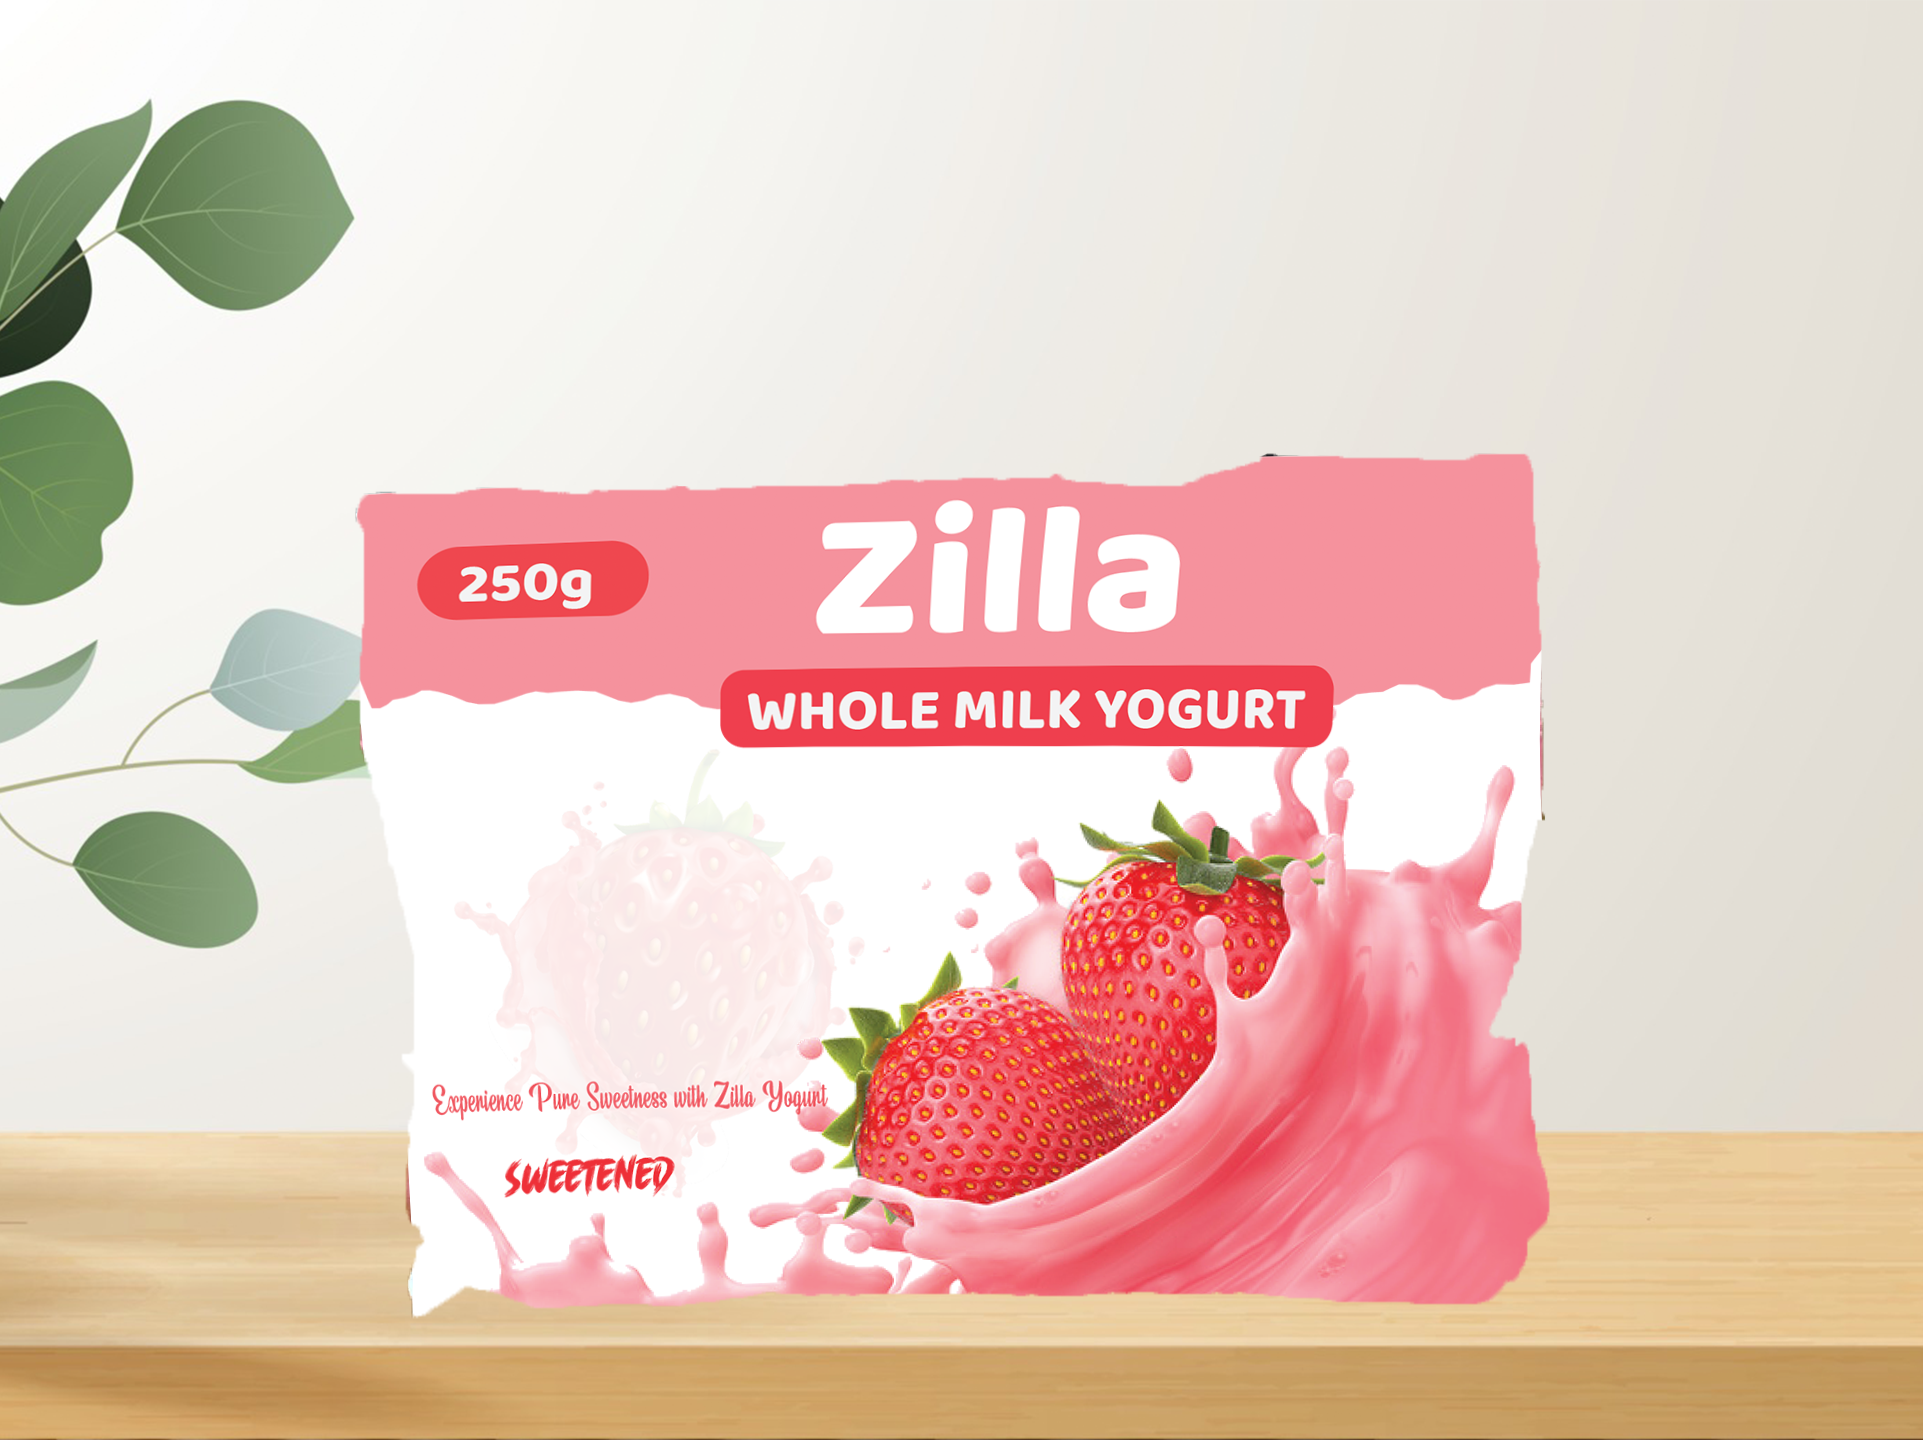 Zilla
250g
WHOLE MILK YOGURT
Experience Pure Sweetness with Zilla Yogurt
SWEETENED